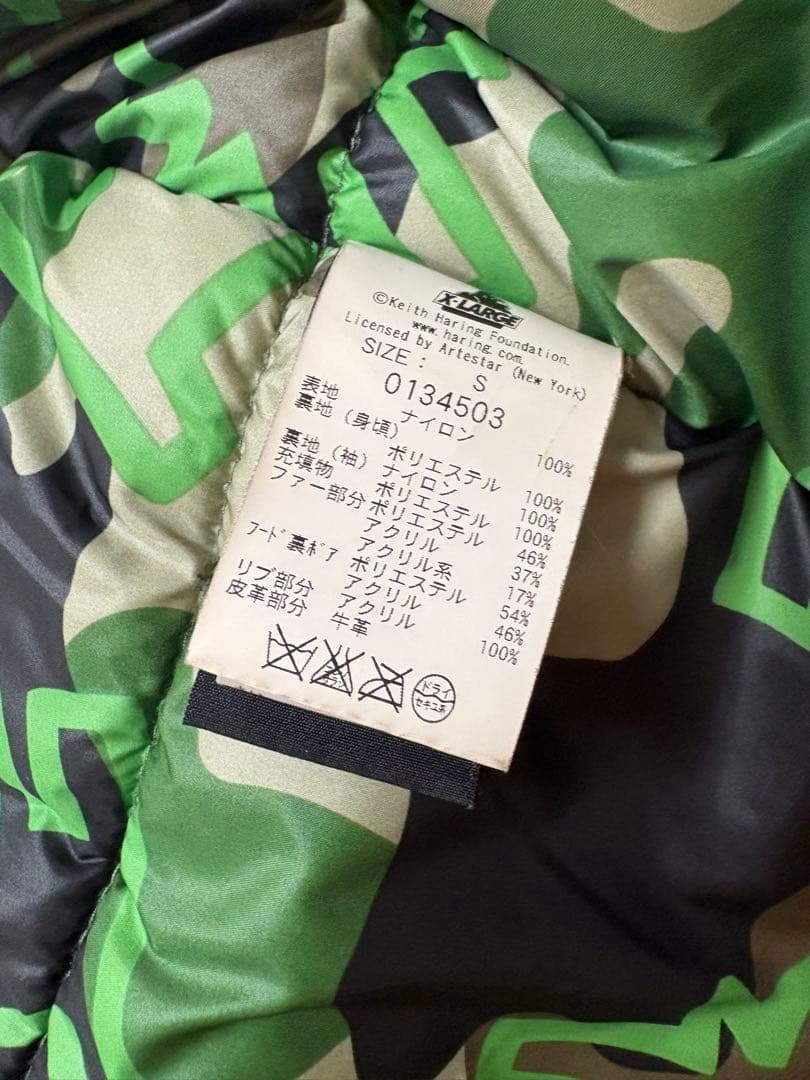 X-LARGE
©Keith Haring Foundation.
www.haring.com
Licensed by Artestar (New York)
SIZE : S
0134503
表地 ナイロン 100%
裏地 (身頃) ポリエステル 100%
裏地 (袖) ナイロン 100%
充填物 ポリエステル 100%
ファー部分 ポリエステル 46%
アクリル 37%
アクリル系 17%
フード裏ボア ポリエステル 54%
アクリル 46%
リブ部分 アクリル 100%
皮革部分 牛革
ドライ
セキユ系